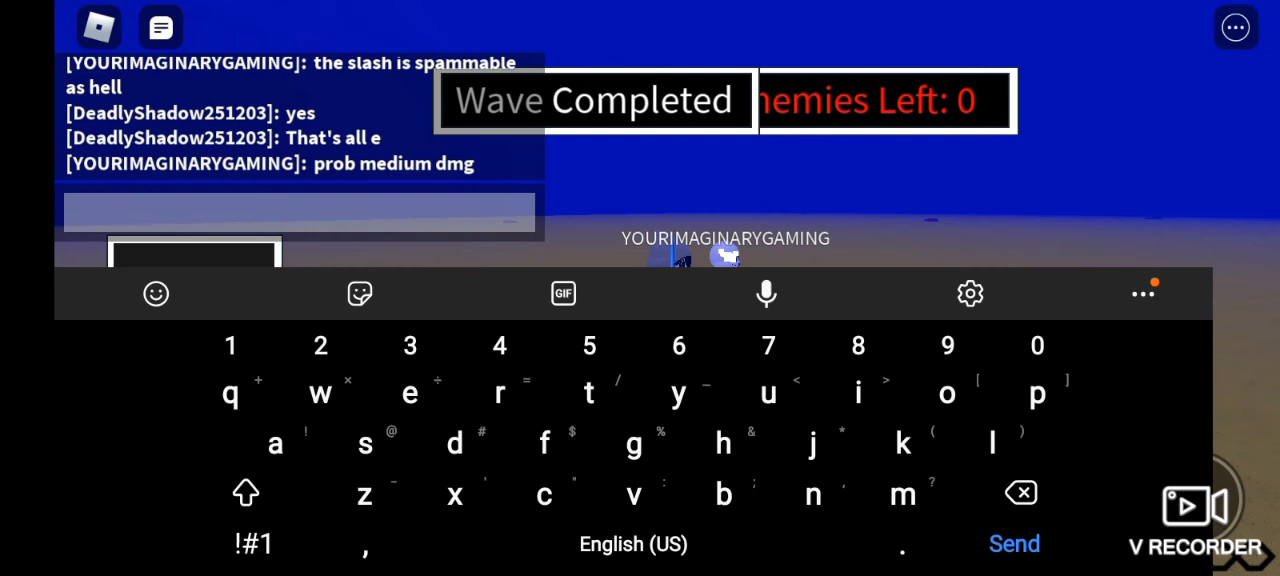 [YOURIMAGINARYGAMING]: the slash is spammable
as hell
[DeadlyShadow251203]: yes
[DeadlyShadow251203]: That's all e
[YOURIMAGINARYGAMING]: prob medium dmg
Wave Completed
nemies Left: 0
YOURIMAGINARYGAMING
GIF
1 2 3 4 5 6 7 8 9 0
q + w × e ÷ r = t / y _ u < i > o [ p ]
a ! s @ d # f $ g % h & j * k ( l )
z - x ' c " v : b ; n , m ?
!#1 , English (US) . Send
V RECORDER